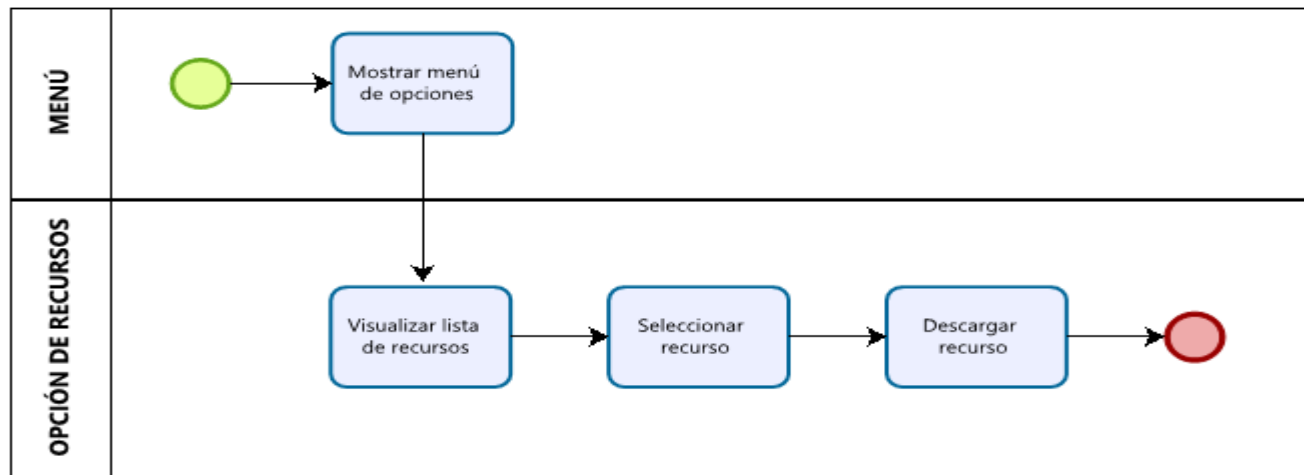 MENÚ
Mostrar menú
de opciones
OPCIÓN DE RECURSOS
Visualizar lista
de recursos
Seleccionar
recurso
Descargar
recurso